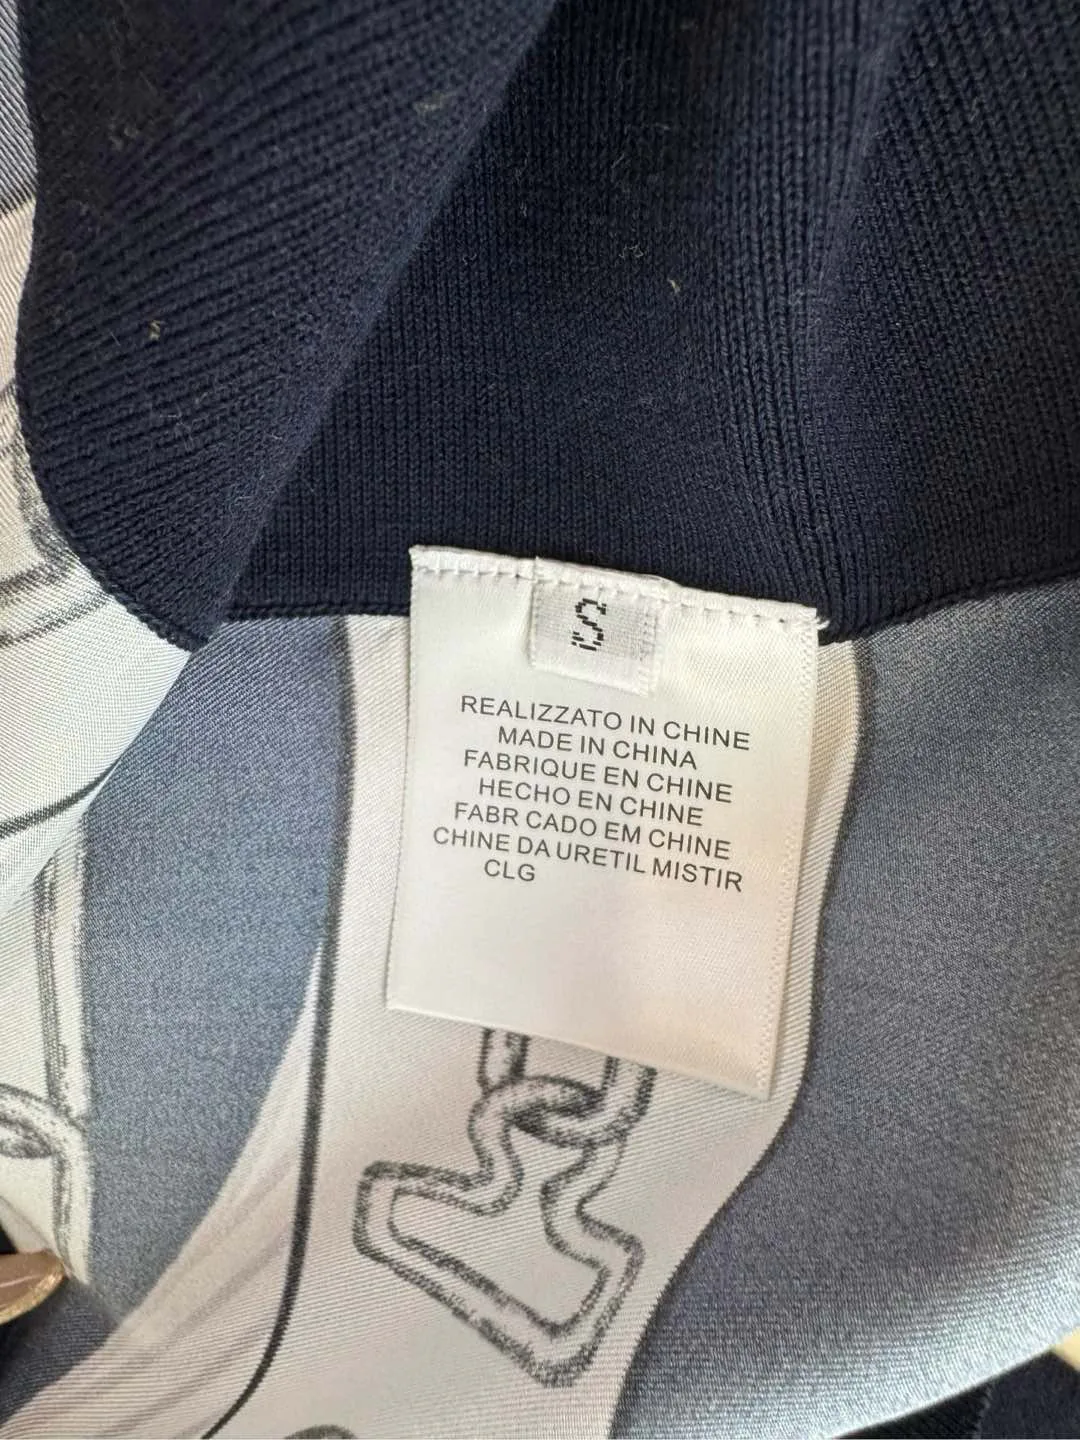 S
REALIZZATO IN CHINE
MADE IN CHINA
FABRIQUE EN CHINE
HECHO EN CHINE
FABR CADO EM CHINE
CHINE DA URETIL MISTIR
CLG